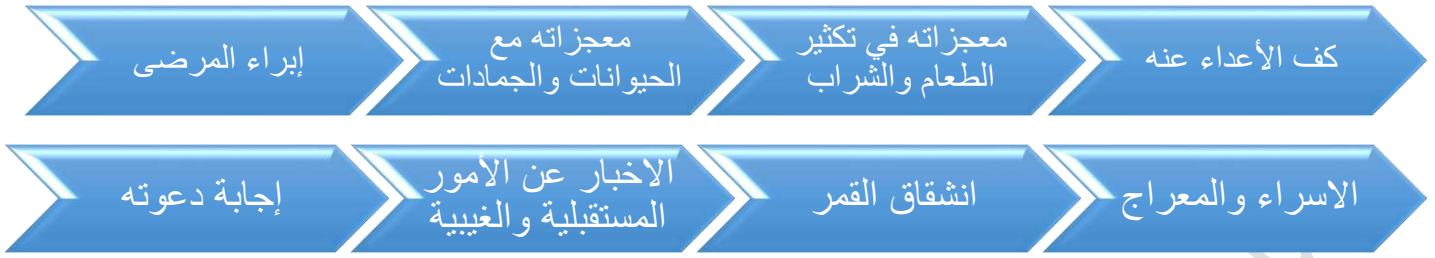 كف الأعداء عنه
معجزاته في تكثير
الطعام والشراب
معجزاته مع
الحيوانات والجمادات
إبراء المرضى
الاسراء والمعراج
انشقاق القمر
الاخبار عن الأمور
المستقبلية والغيبية
إجابة دعوته